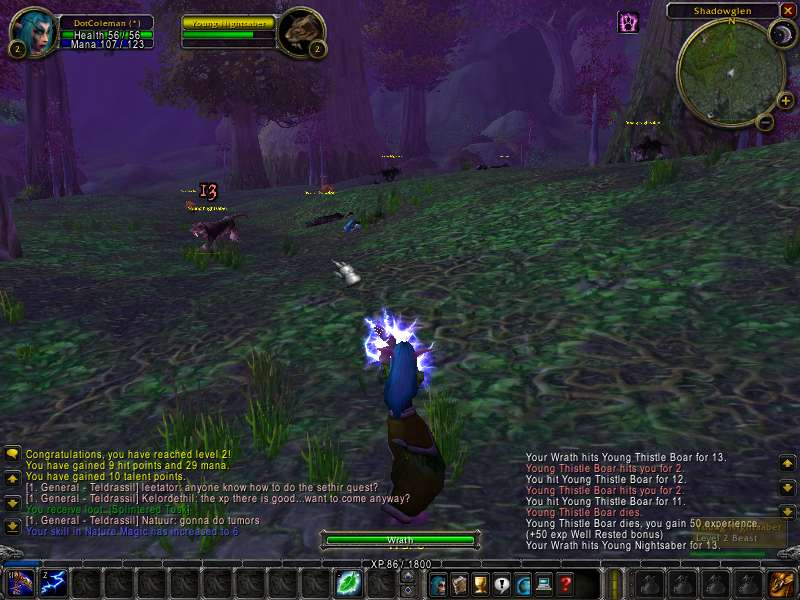 DotColeman (*)
Health 56 / 56
Mana 107 / 123
2
Young Nightsaber
2
Shadowglen
N
13
Young Nightsaber
Congratulations, you have reached level 2!
You have gained 9 hit points and 29 mana.
You have gained 10 talent points.
[1. General - Teldrassil] leetator: anyone know how to do the sethir quest?
[1. General - Teldrassil] Kelordethil: the xp there is good...want to come anyway?
You receive loot: [Splintered Tusk]
[1. General - Teldrassil] Natuur: gonna do tumors
Your skill in Nature Magic has increased to 6
Your Wrath hits Young Thistle Boar for 13.
Young Thistle Boar hits you for 2.
You hit Young Thistle Boar for 12.
Young Thistle Boar hits you for 2.
You hit Young Thistle Boar for 11.
Young Thistle Boar dies.
Young Thistle Boar dies, you gain 50 experience.
(+50 exp Well Rested bonus)
Your Wrath hits Young Nightsaber for 13.
Level 2 Beast
Wrath
XP 86 / 1800
2